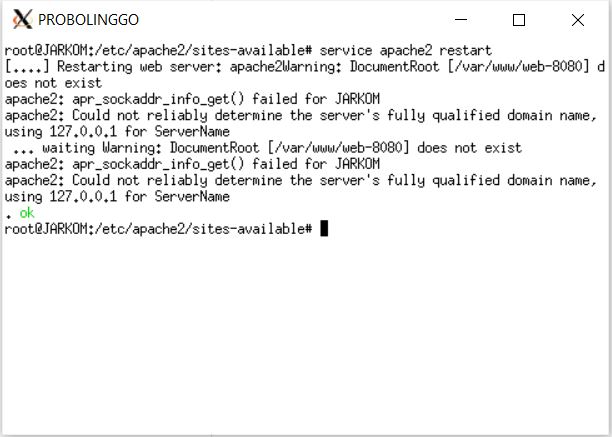 PROBOLINGGO
root@JARKOM:/etc/apache2/sites-available# service apache2 restart
[....] Restarting web server: apache2Warning: DocumentRoot [/var/www/web-8080] d
oes not exist
apache2: apr_sockaddr_info_get() failed for JARKOM
apache2: Could not reliably determine the server's fully qualified domain name,
using 127.0.0.1 for ServerName
 ... waiting Warning: DocumentRoot [/var/www/web-8080] does not exist
apache2: apr_sockaddr_info_get() failed for JARKOM
apache2: Could not reliably determine the server's fully qualified domain name,
using 127.0.0.1 for ServerName
. ok
root@JARKOM:/etc/apache2/sites-available#